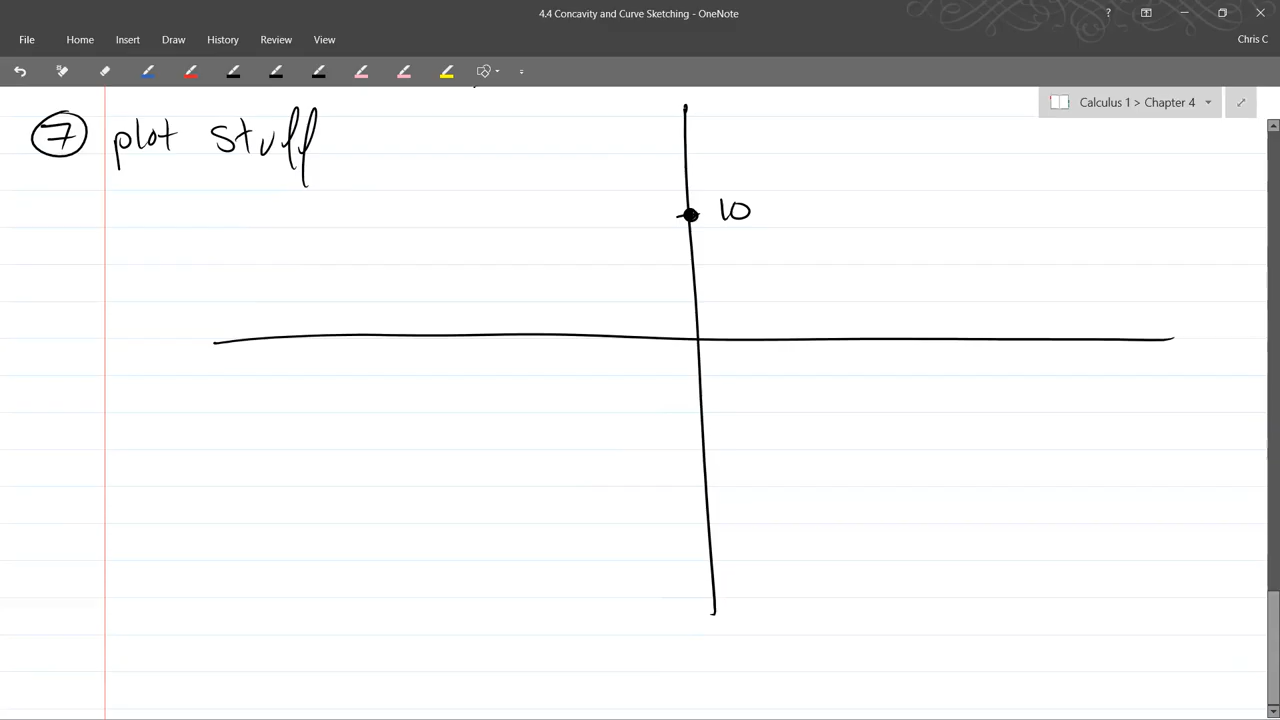 4.4 Concavity and Curve Sketching - OneNote
File Home Insert Draw History Review View
Chris C
Calculus 1 > Chapter 4
7 plot stuff
10